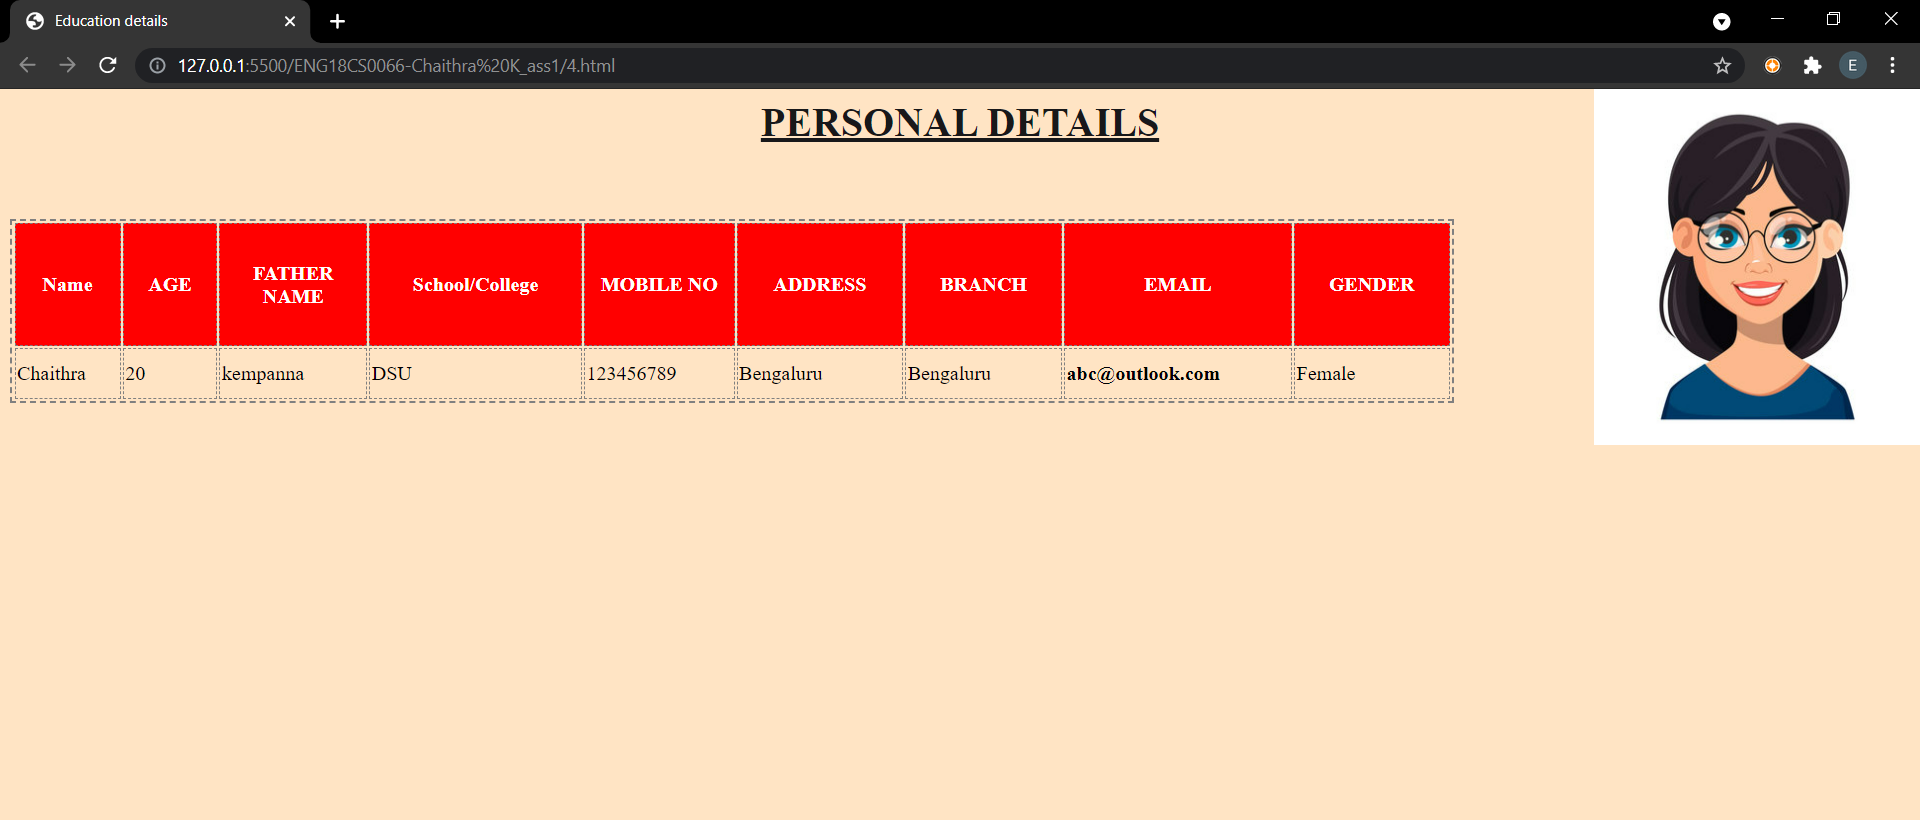 Education details
127.0.0.1:5500/ENG18CS0066-Chaithra%20K_ass1/4.html
E
PERSONAL DETAILS
Name AGE FATHER NAME School/College MOBILE NO ADDRESS BRANCH EMAIL GENDER
Chaithra 20 kempanna DSU 123456789 Bengaluru Bengaluru abc@outlook.com Female